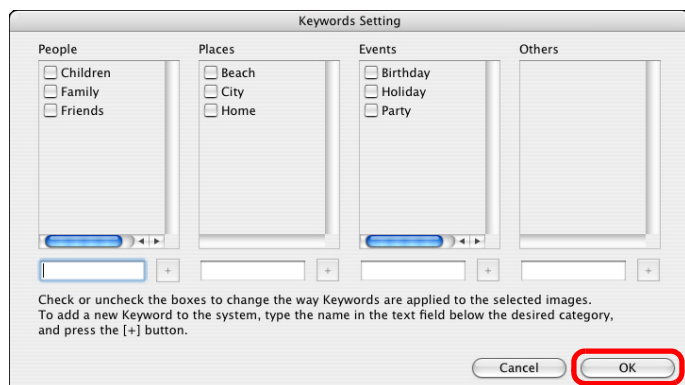 Keywords Setting
People Places Events Others
Children Beach Birthday
Family City Holiday
Friends Home Party
+ + + +
Check or uncheck the boxes to change the way Keywords are applied to the selected images.
To add a new Keyword to the system, type the name in the text field below the desired category,
and press the [+] button.
Cancel OK